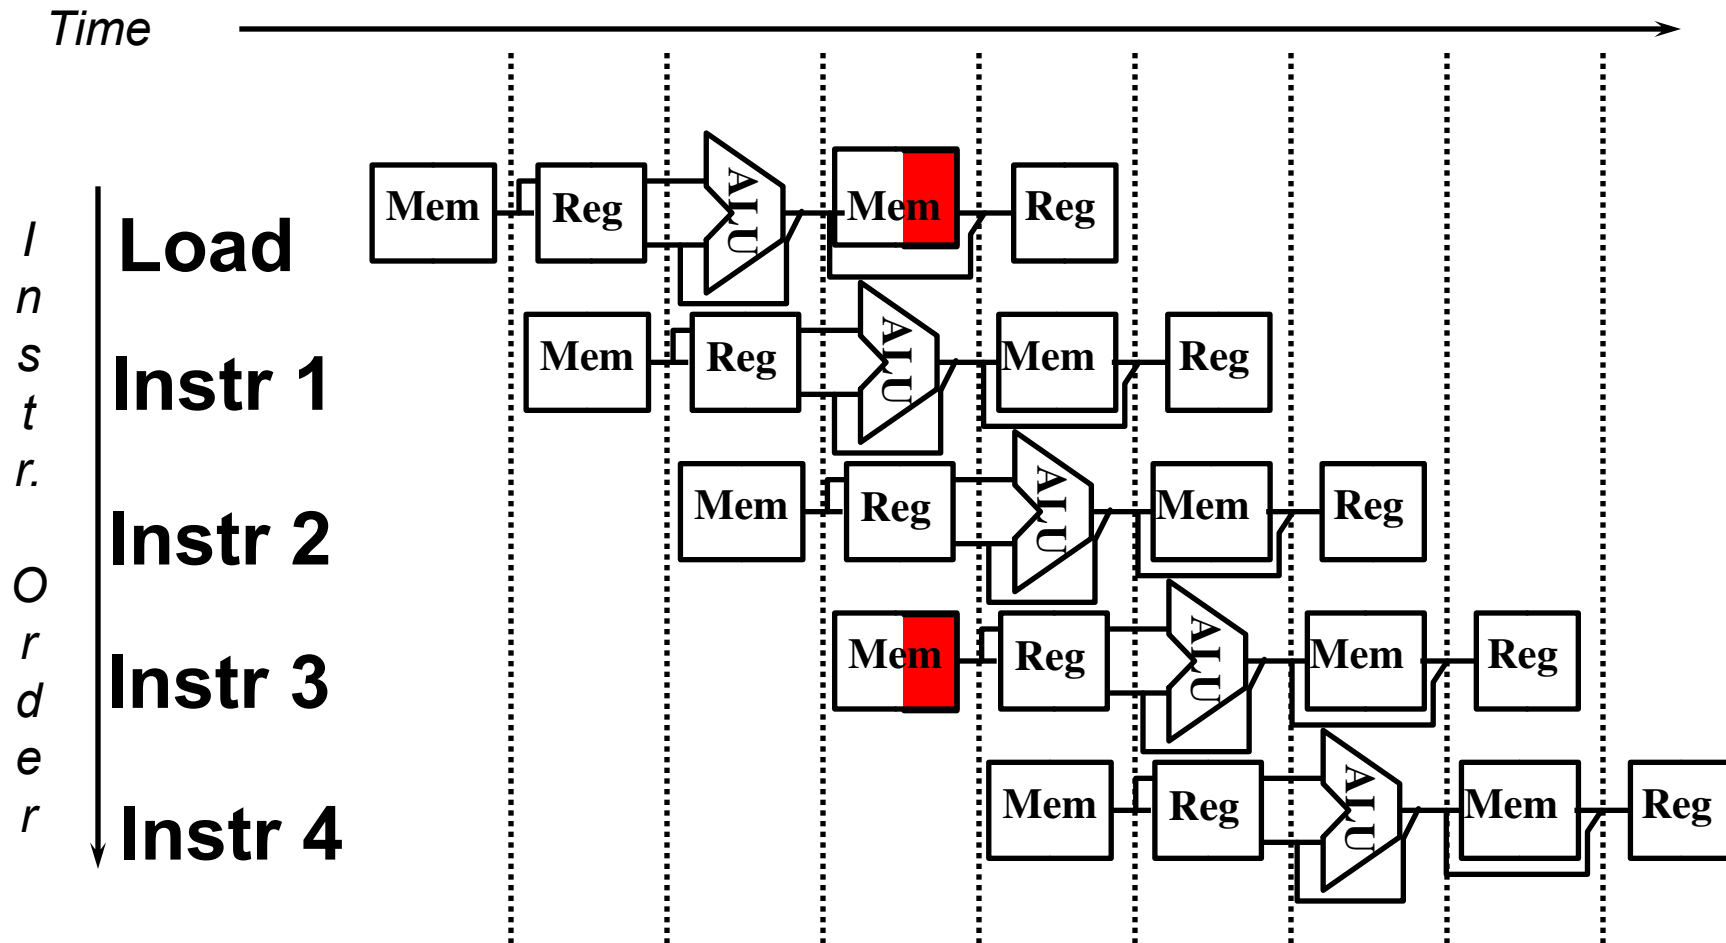 Time
Instr. Order
Load
Mem Reg ALU Mem Reg
Instr 1
Mem Reg ALU Mem Reg
Instr 2
Mem Reg ALU Mem Reg
Instr 3
Mem Reg ALU Mem Reg
Instr 4
Mem Reg ALU Mem Reg